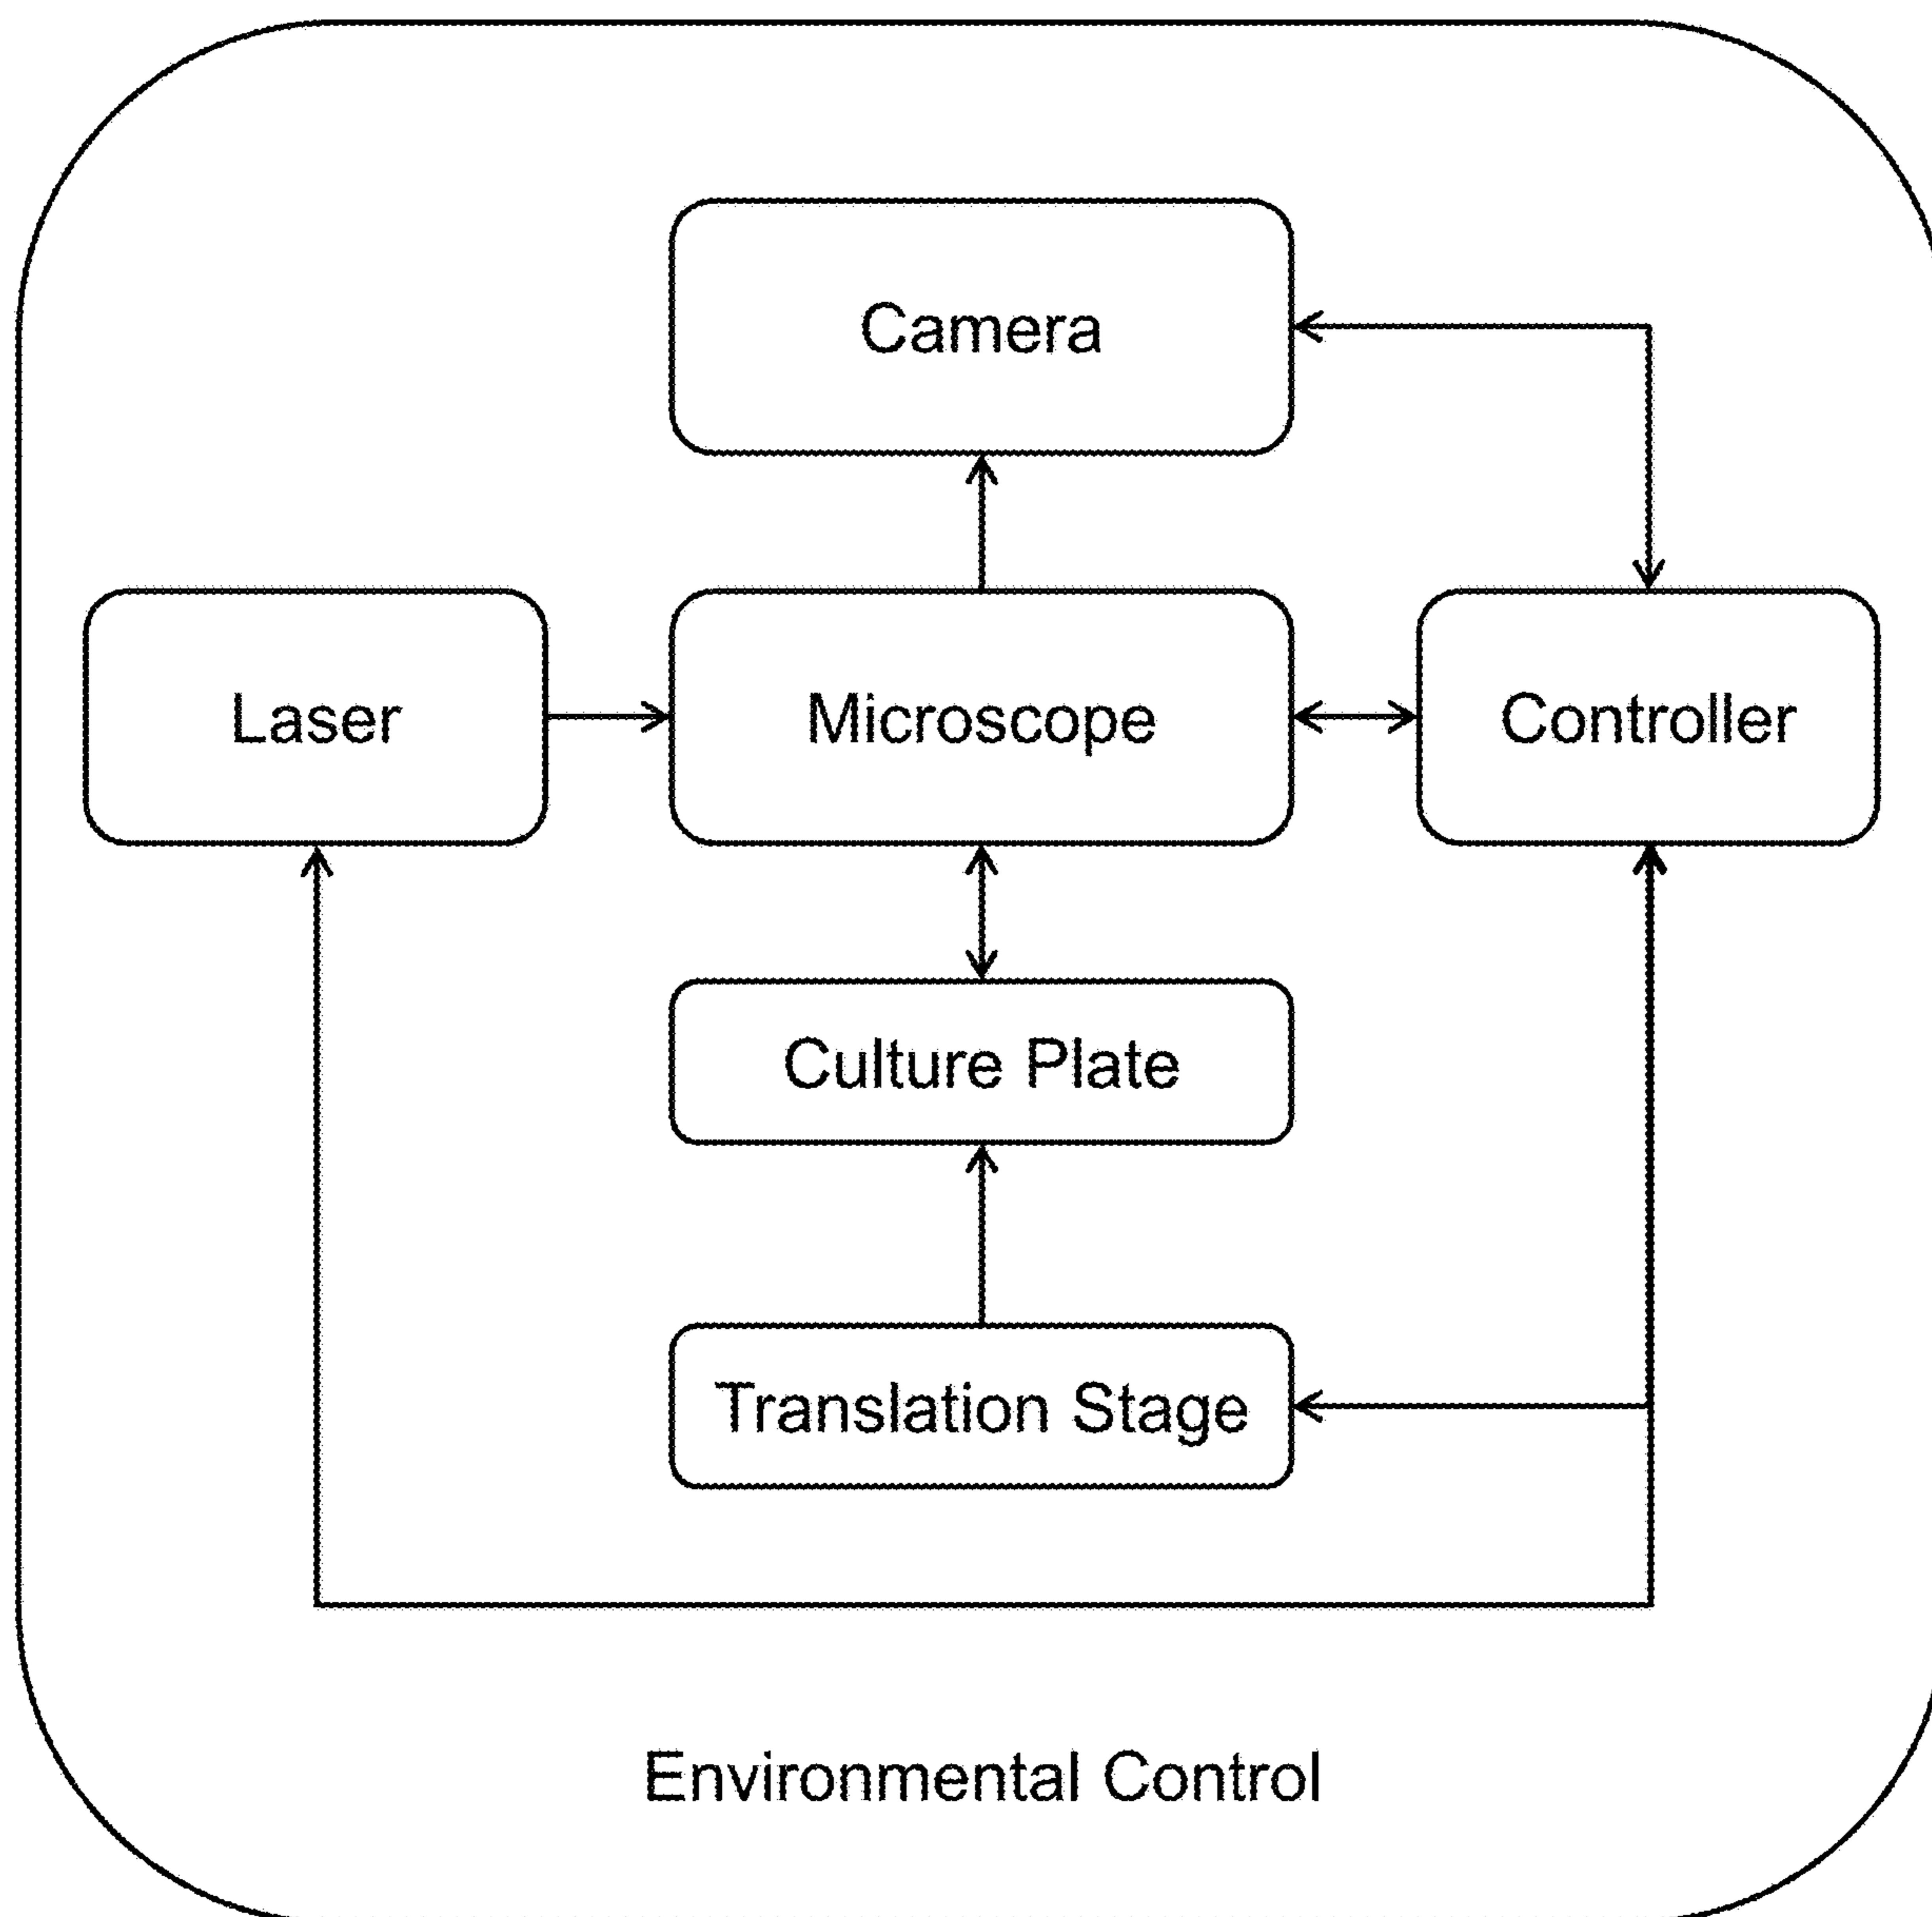 Camera
Laser
Microscope
Controller
Culture Plate
Translation Stage
Environmental Control